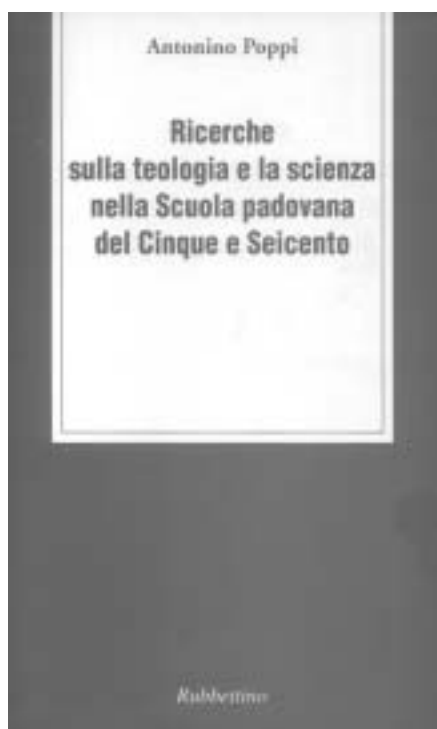 Antonino Poppi
Ricerche
sulla teologia e la scienza
nella Scuola padovana
del Cinque e Seicento
Rubbettino